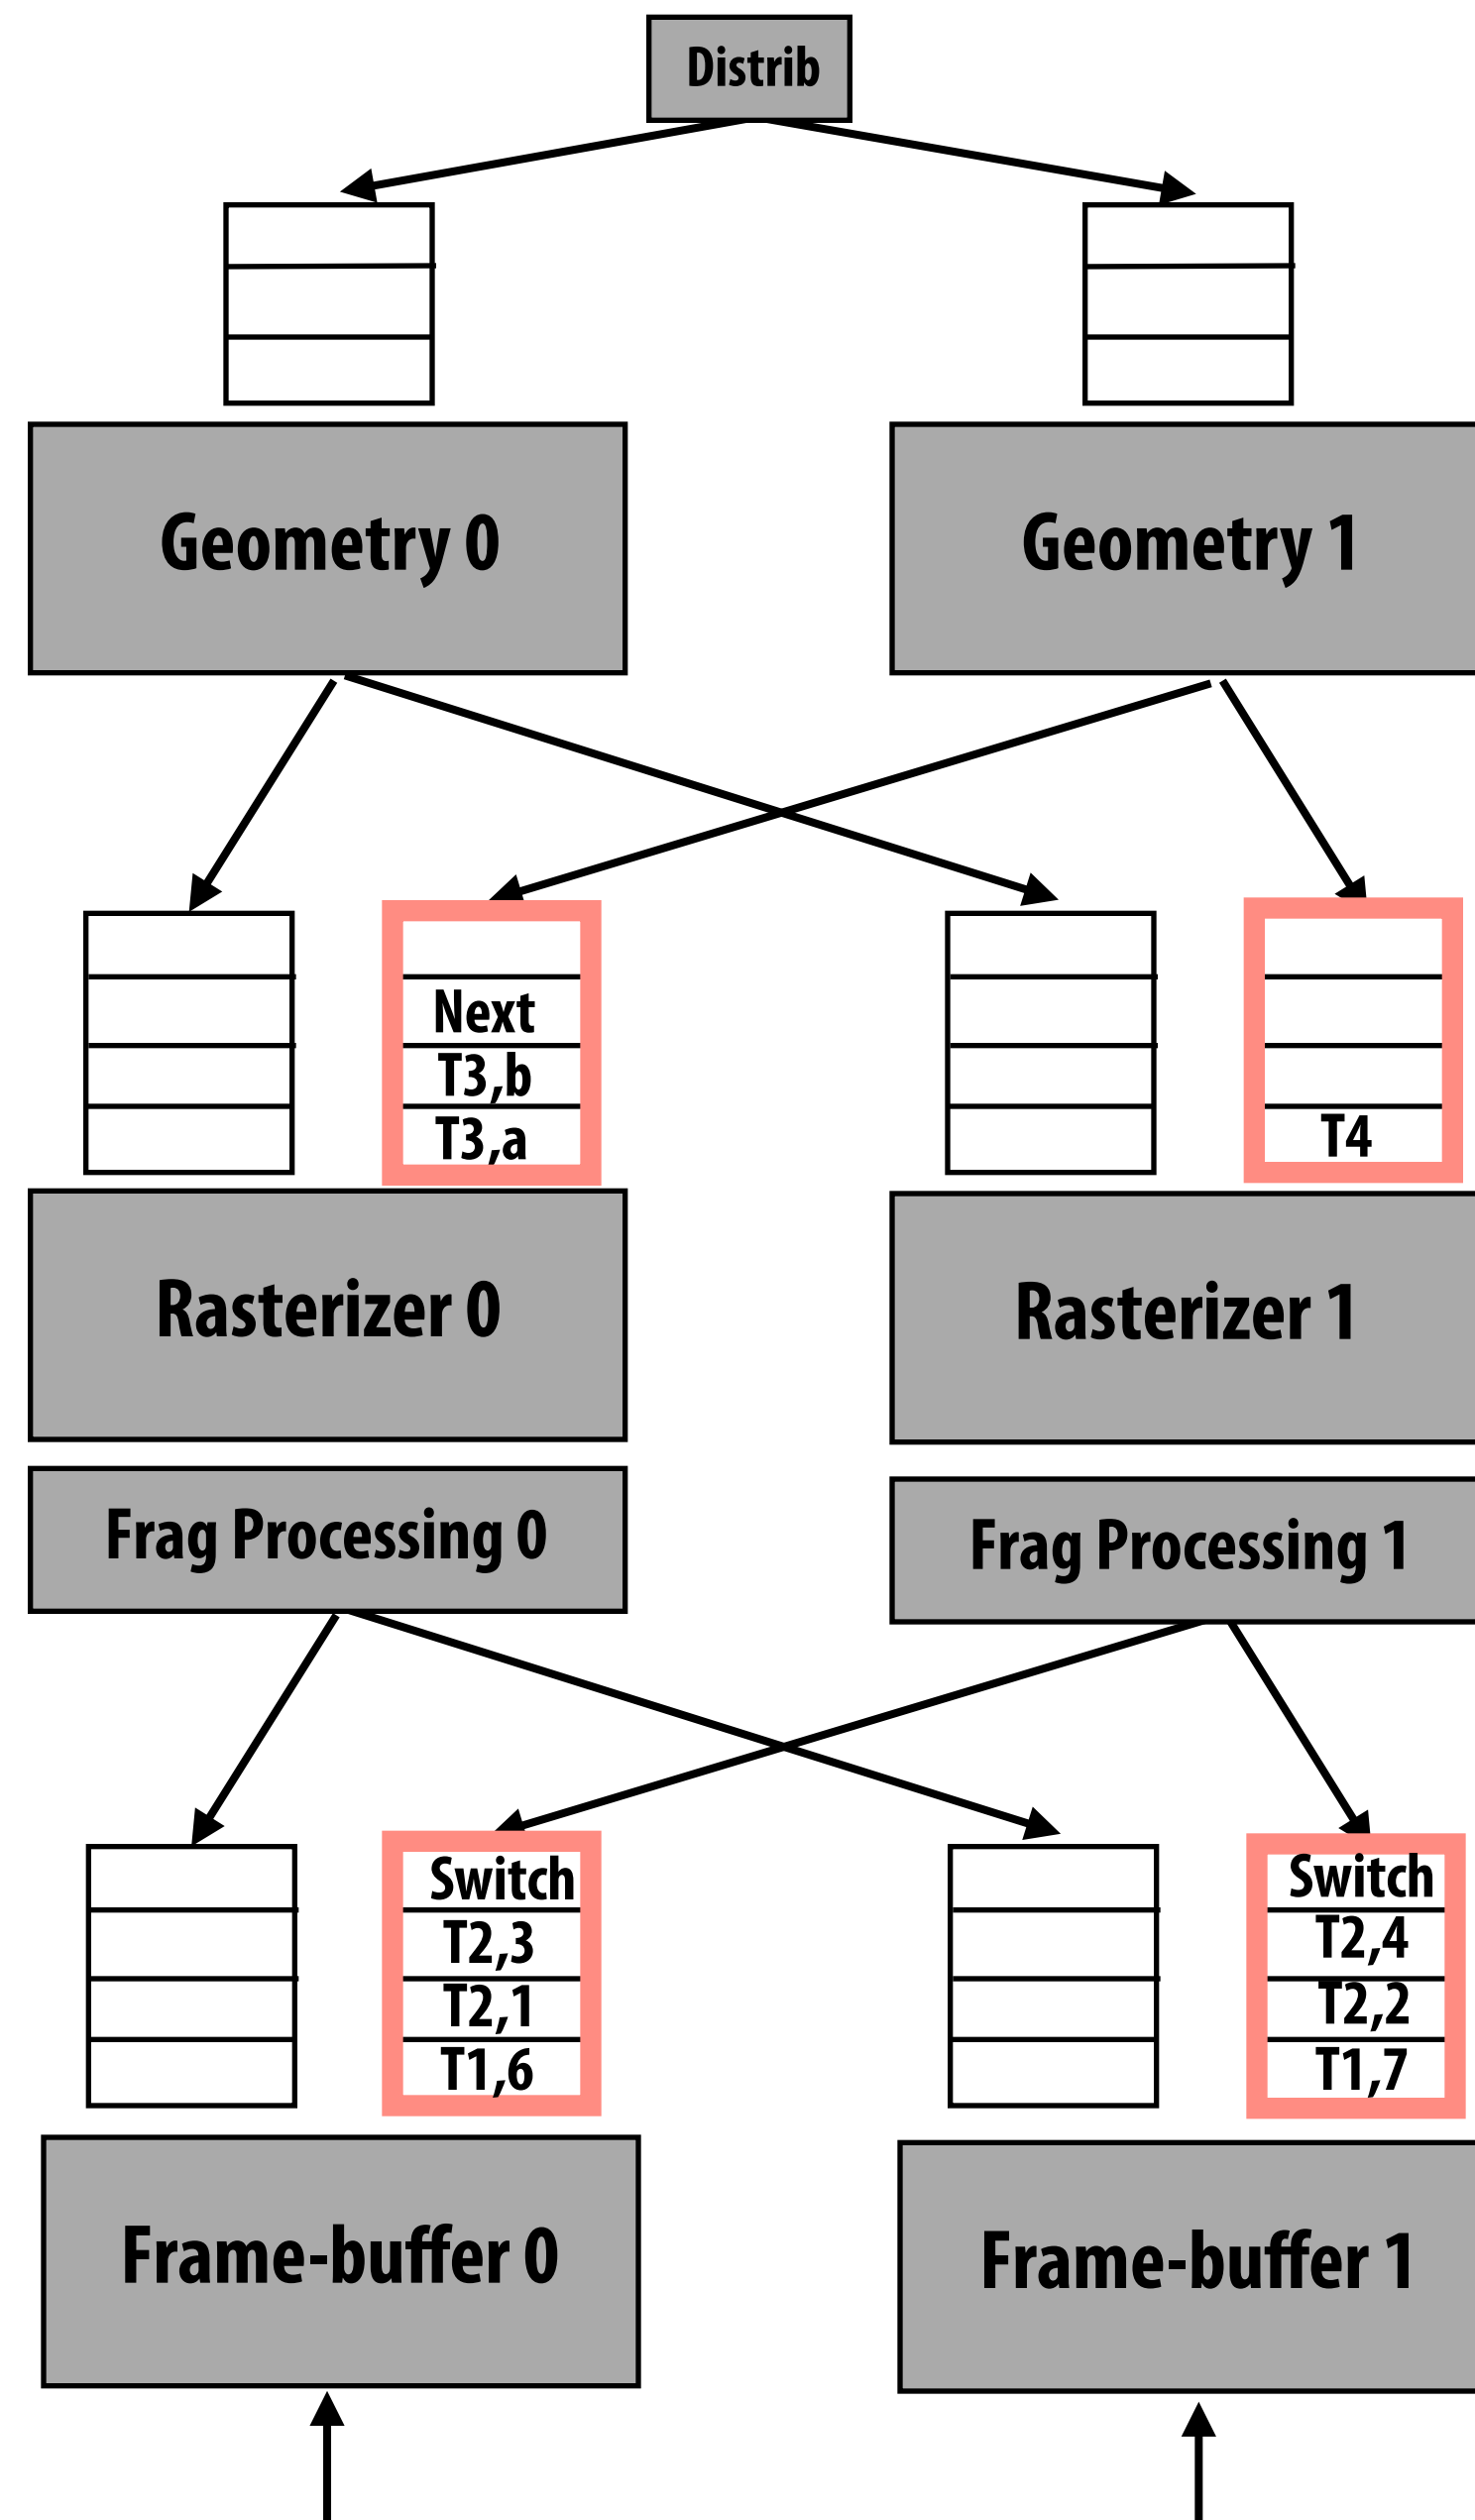 Distrib
Geometry 0
Geometry 1
Next
T3,b
T3,a
T4
Rasterizer 0
Rasterizer 1
Frag Processing 0
Frag Processing 1
Switch
T2,3
T2,1
T1,6
Switch
T2,4
T2,2
T1,7
Frame-buffer 0
Frame-buffer 1